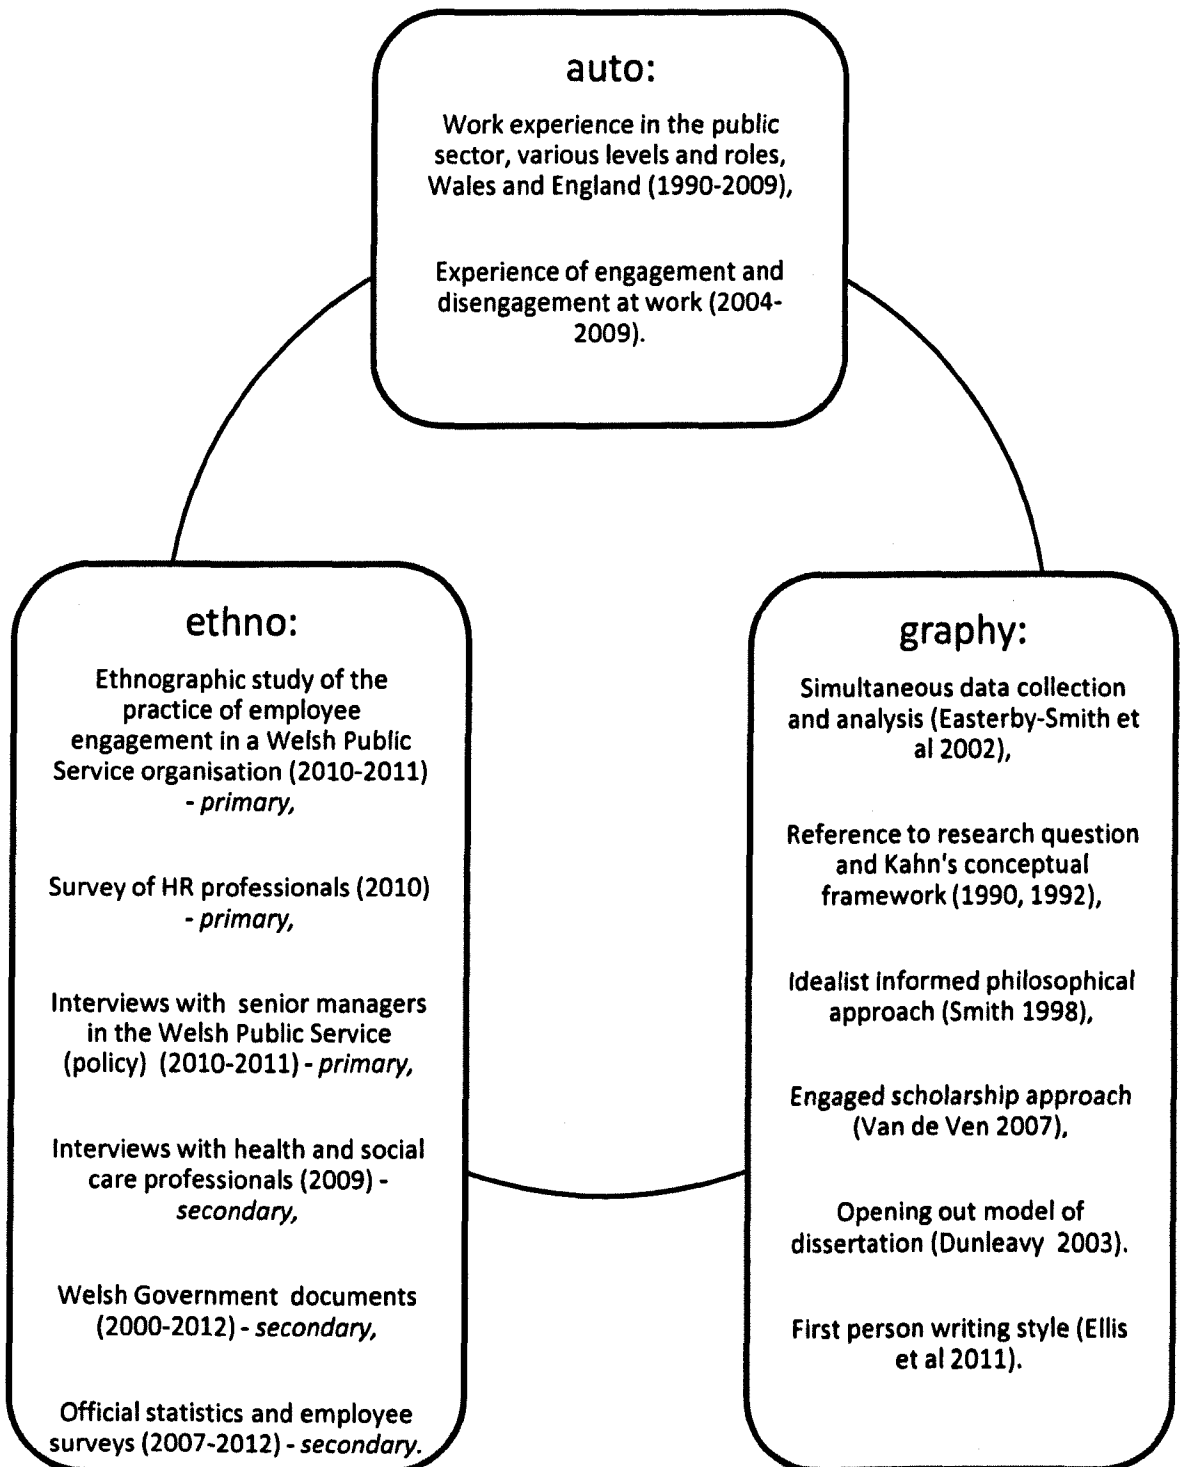 auto:
Work experience in the public
sector, various levels and roles,
Wales and England (1990-2009),
Experience of engagement and
disengagement at work (2004-
2009).
ethno:
Ethnographic study of the
practice of employee
engagement in a Welsh Public
Service organisation (2010-2011)
- primary,
Survey of HR professionals (2010)
- primary,
Interviews with senior managers
in the Welsh Public Service
(policy) (2010-2011) - primary,
Interviews with health and social
care professionals (2009) -
secondary,
Welsh Government documents
(2000-2012) - secondary,
Official statistics and employee
surveys (2007-2012) - secondary.
graphy:
Simultaneous data collection
and analysis (Easterby-Smith et
al 2002),
Reference to research question
and Kahn's conceptual
framework (1990, 1992),
Idealist informed philosophical
approach (Smith 1998),
Engaged scholarship approach
(Van de Ven 2007),
Opening out model of
dissertation (Dunleavy 2003).
First person writing style (Ellis
et al 2011).